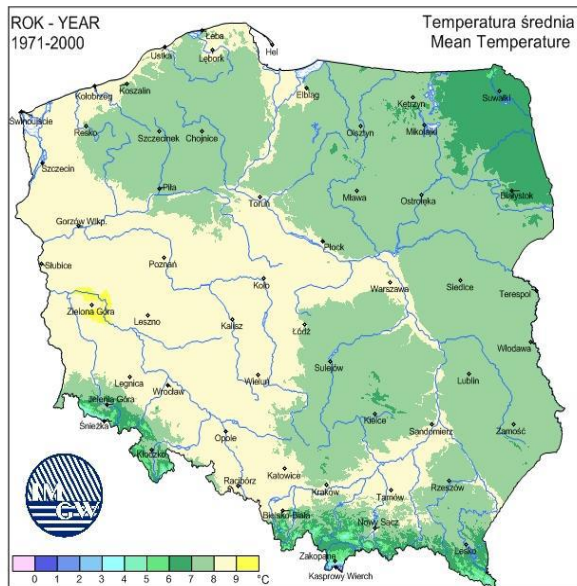 ROK - YEAR
1971-2000
Temperatura średnia
Mean Temperature
Łeba
Hel
Ustka
Lębork
Koszalin
Kołobrzeg
Elbląg
Kętrzyn
Suwałki
Świnoujście
Resko
Szczecinek
Chojnice
Olsztyn
Mikołajki
Szczecin
Piła
Toruń
Mława
Ostrołęka
Białystok
Gorzów Wlkp.
Płock
Słubice
Poznań
Koło
Warszawa
Siedlce
Terespol
Zielona Góra
Leszno
Kalisz
Łódź
Włodawa
Sulejów
Legnica
Wrocław
Wieluń
Lublin
Jelenia Góra
Śnieżka
Kielce
Opole
Sandomierz
Zamość
Kłodzko
Katowice
Racibórz
Kraków
Tarnów
Rzeszów
Bielsko-Biała
Nowy Sącz
Lesko
Zakopane
Kasprowy Wierch
IMGW
0 1 2 3 4 5 6 7 8 9 °C